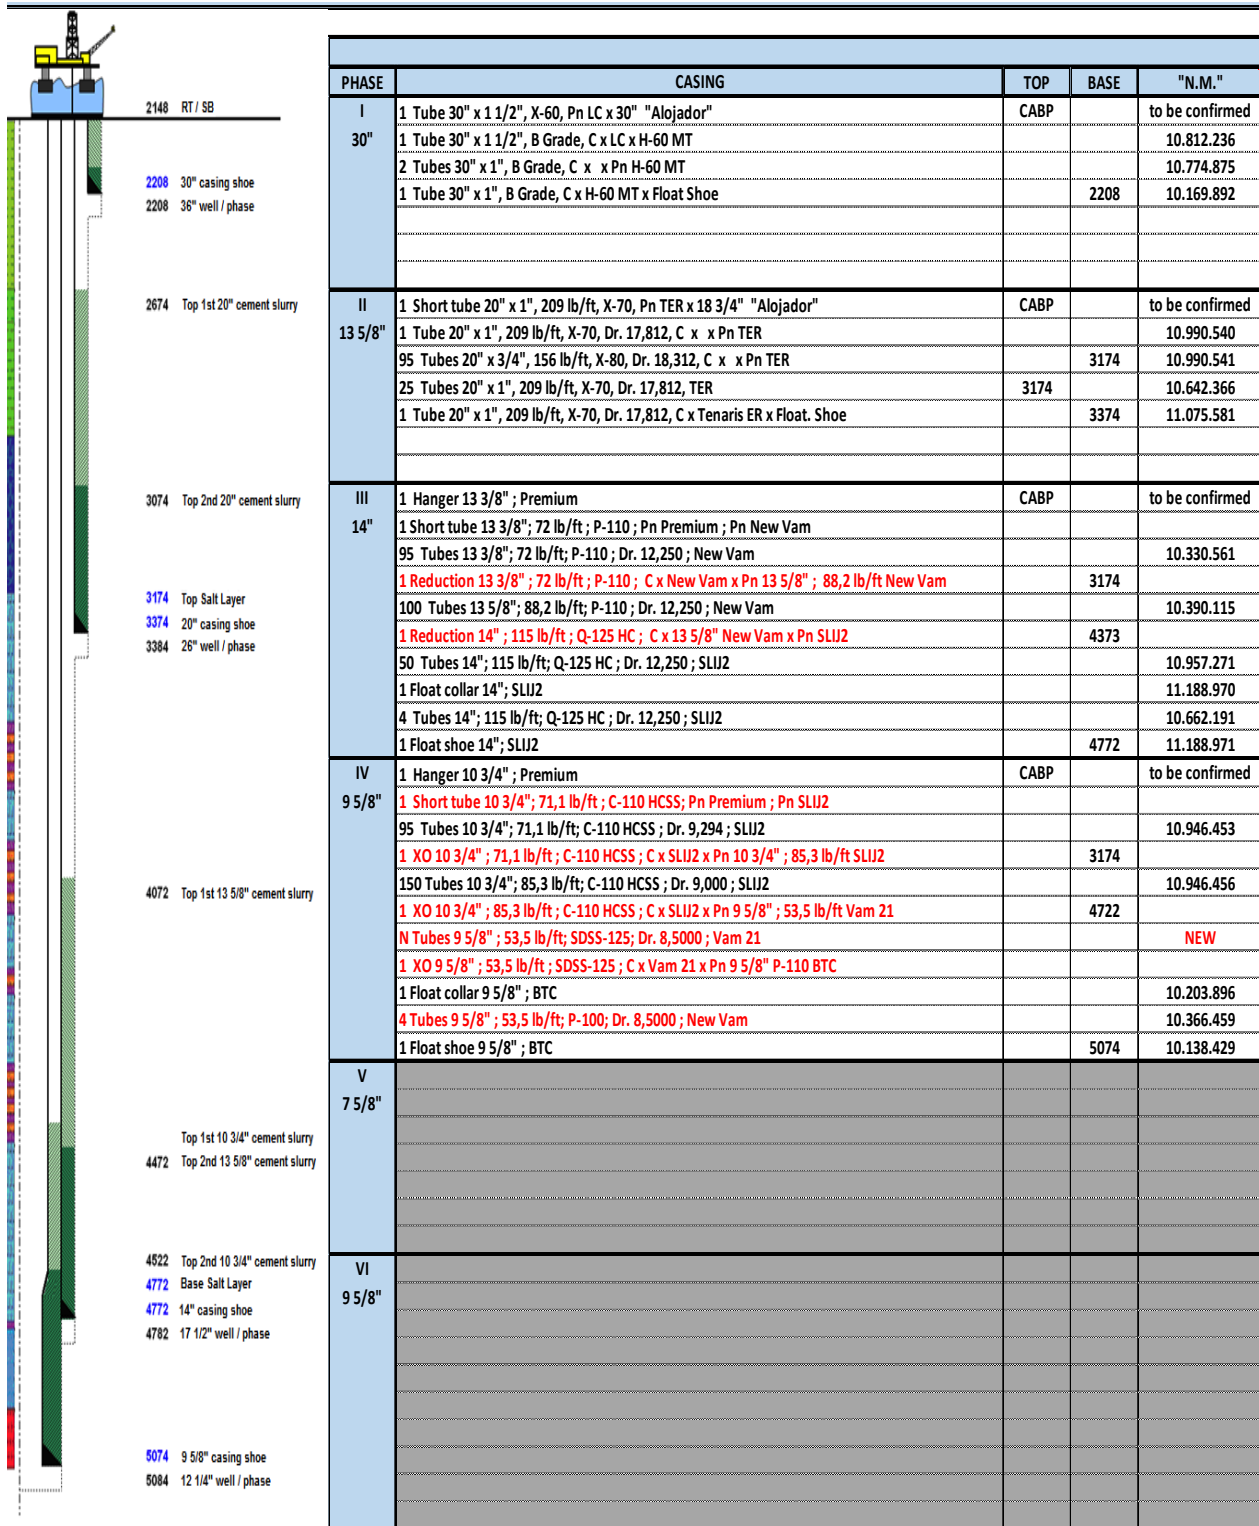 2148 RT / SB
2208 30" casing shoe
2208 36" well / phase
2674 Top 1st 20" cement slurry
3074 Top 2nd 20" cement slurry
3174 Top Salt Layer
3374 20" casing shoe
3384 26" well / phase
4072 Top 1st 13 5/8" cement slurry
Top 1st 10 3/4" cement slurry
4472 Top 2nd 13 5/8" cement slurry
4522 Top 2nd 10 3/4" cement slurry
4772 Base Salt Layer
4772 14" casing shoe
4782 17 1/2" well / phase
5074 9 5/8" casing shoe
5084 12 1/4" well / phase
PHASE CASING TOP BASE "N.M."
I 1 Tube 30" x 1 1/2", X-60, Pn LC x 30" "Alojador" CABP to be confirmed
30" 1 Tube 30" x 1 1/2", B Grade, C x LC x H-60 MT 10.812.236
2 Tubes 30" x 1", B Grade, C x x Pn H-60 MT 10.774.875
1 Tube 30" x 1", B Grade, C x H-60 MT x Float Shoe 2208 10.169.892
II 1 Short tube 20" x 1", 209 lb/ft, X-70, Pn TER x 18 3/4" "Alojador" CABP to be confirmed
13 5/8" 1 Tube 20" x 1", 209 lb/ft, X-70, Dr. 17,812, C x x Pn TER 10.990.540
95 Tubes 20" x 3/4", 156 lb/ft, X-80, Dr. 18,312, C x x Pn TER 3174 10.990.541
25 Tubes 20" x 1", 209 lb/ft, X-70, Dr. 17,812, TER 3174 10.642.366
1 Tube 20" x 1", 209 lb/ft, X-70, Dr. 17,812, C x Tenaris ER x Float. Shoe 3374 11.075.581
III 1 Hanger 13 3/8" ; Premium CABP to be confirmed
14" 1 Short tube 13 3/8"; 72 lb/ft ; P-110 ; Pn Premium ; Pn New Vam
95 Tubes 13 3/8"; 72 lb/ft; P-110 ; Dr. 12,250 ; New Vam 10.330.561
1 Reduction 13 3/8" ; 72 lb/ft ; P-110 ; C x New Vam x Pn 13 5/8" ; 88,2 lb/ft New Vam 3174
100 Tubes 13 5/8"; 88,2 lb/ft; P-110 ; Dr. 12,250 ; New Vam 10.390.115
1 Reduction 14" ; 115 lb/ft ; Q-125 HC ; C x 13 5/8" New Vam x Pn SLIJ2 4373
50 Tubes 14"; 115 lb/ft; Q-125 HC ; Dr. 12,250 ; SLIJ2 10.957.271
1 Float collar 14"; SLIJ2 11.188.970
4 Tubes 14"; 115 lb/ft; Q-125 HC ; Dr. 12,250 ; SLIJ2 10.662.191
1 Float shoe 14"; SLIJ2 4772 11.188.971
IV 1 Hanger 10 3/4" ; Premium CABP to be confirmed
9 5/8" 1 Short tube 10 3/4"; 71,1 lb/ft ; C-110 HCSS; Pn Premium ; Pn SLIJ2
95 Tubes 10 3/4"; 71,1 lb/ft; C-110 HCSS ; Dr. 9,294 ; SLIJ2 10.946.453
1 XO 10 3/4" ; 71,1 lb/ft ; C-110 HCSS ; C x SLIJ2 x Pn 10 3/4" ; 85,3 lb/ft SLIJ2 3174
150 Tubes 10 3/4"; 85,3 lb/ft; C-110 HCSS ; Dr. 9,000 ; SLIJ2 10.946.456
1 XO 10 3/4" ; 85,3 lb/ft ; C-110 HCSS ; C x SLIJ2 x Pn 9 5/8" ; 53,5 lb/ft Vam 21 4722
N Tubes 9 5/8" ; 53,5 lb/ft; SDSS-125; Dr. 8,5000 ; Vam 21 NEW
1 XO 9 5/8" ; 53,5 lb/ft ; SDSS-125 ; C x Vam 21 x Pn 9 5/8" P-110 BTC
1 Float collar 9 5/8" ; BTC 10.203.896
4 Tubes 9 5/8" ; 53,5 lb/ft; P-100; Dr. 8,5000 ; New Vam 10.366.459
1 Float shoe 9 5/8" ; BTC 5074 10.138.429
V
7 5/8"
VI
9 5/8"